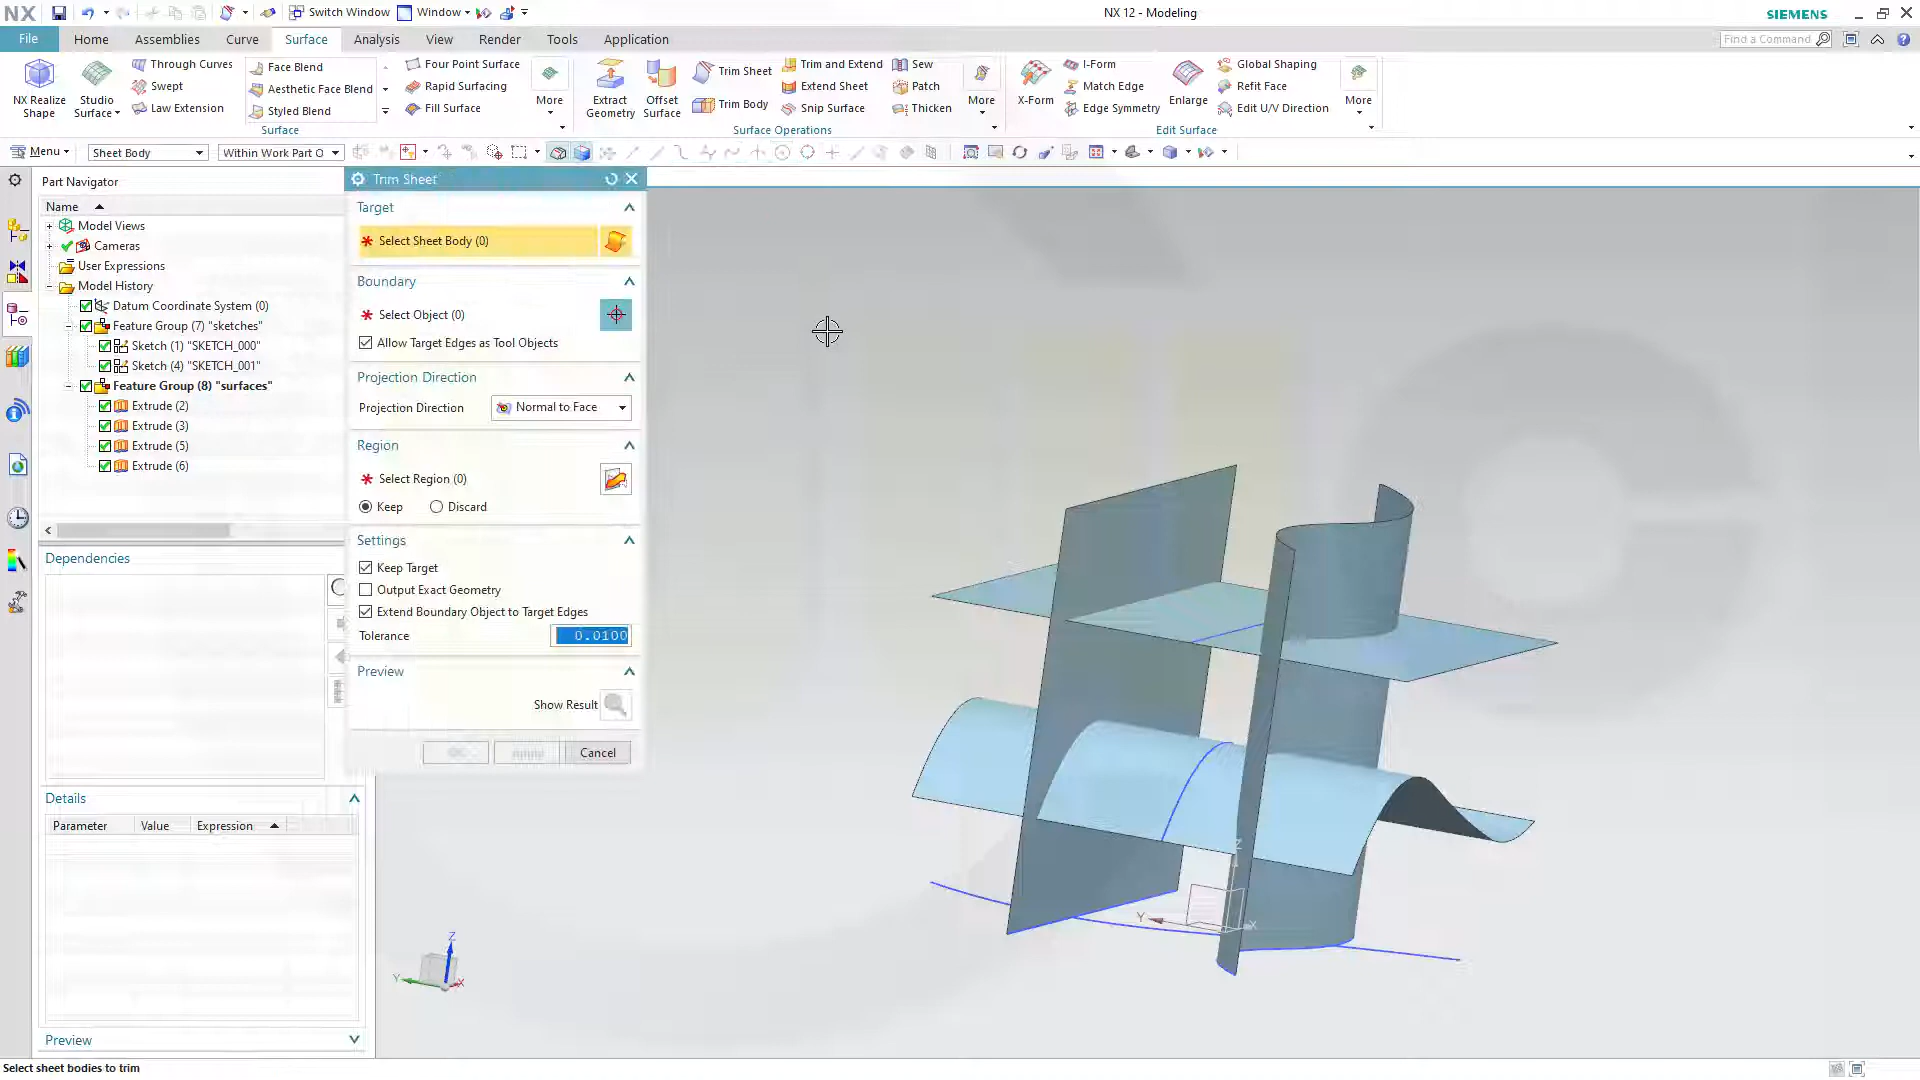 NX
Switch Window
Window
NX 12 - Modeling
SIEMENS
File
Home
Assemblies
Curve
Surface
Analysis
View
Render
Tools
Application
Find a Command
NX Realize Shape
Studio Surface
Through Curves
Swept
Law Extension
Face Blend
Aesthetic Face Blend
Styled Blend
Four Point Surface
Rapid Surfacing
Fill Surface
More
Surface
Extract Geometry
Offset Surface
Trim Sheet
Trim Body
Trim and Extend
Extend Sheet
Snip Surface
Sew
Patch
Thicken
More
Surface Operations
X-Form
I-Form
Match Edge
Edge Symmetry
Enlarge
Global Shaping
Refit Face
Edit U/V Direction
More
Edit Surface
Menu
Sheet Body
Within Work Part O
Part Navigator
Name
Model Views
Cameras
User Expressions
Model History
Datum Coordinate System (0)
Feature Group (7) "sketches"
Sketch (1) "SKETCH_000"
Sketch (4) "SKETCH_001"
Feature Group (8) "surfaces"
Extrude (2)
Extrude (3)
Extrude (5)
Extrude (6)
Dependencies
Details
Parameter
Value
Expression
Preview
Trim Sheet
Target
Select Sheet Body (0)
Boundary
Select Object (0)
Allow Target Edges as Tool Objects
Projection Direction
Projection Direction
Normal to Face
Region
Select Region (0)
Keep
Discard
Settings
Keep Target
Output Exact Geometry
Extend Boundary Object to Target Edges
Tolerance
0.0100
Preview
Show Result
OK
Apply
Cancel
Z
Y
X
Z
Y
X
Select sheet bodies to trim